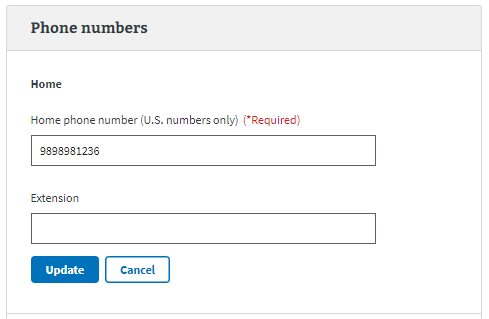 Phone numbers
Home
Home phone number (U.S. numbers only) (*Required)
9898981236
Extension
Update Cancel